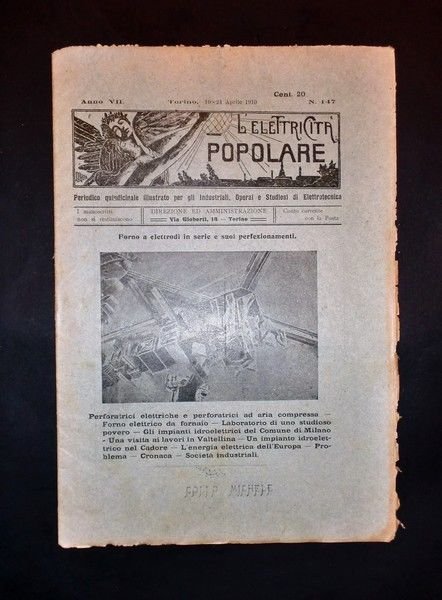 Cent. 20
Anno VII. Torino, 10-24 Aprile 1910 N. 147
L'ELETTRICITÀ
POPOLARE
Periodico quindicinale illustrato per gli Industriali, Operai e Studiosi di Elettrotecnica
I manoscritti DIREZIONE ED AMMINISTRAZIONE Conto corrente
non si restituiscono Via Gioberti, 18 — Torino con la Posta
Forno a elettrodi in serie e suoi perfezionamenti.
Perforatrici elettriche e perforatrici ad aria compressa —
Forno elettrico da fornaio — Laboratorio di uno studioso
povero — Gli impianti idroelettrici del Comune di Milano
- Una visita ai lavori in Valtellina — Un impianto idroelet-
trico nel Cadore — L'energia elettrica dell'Europa — Pro-
blema — Cronaca — Società industriali.
MICHELE